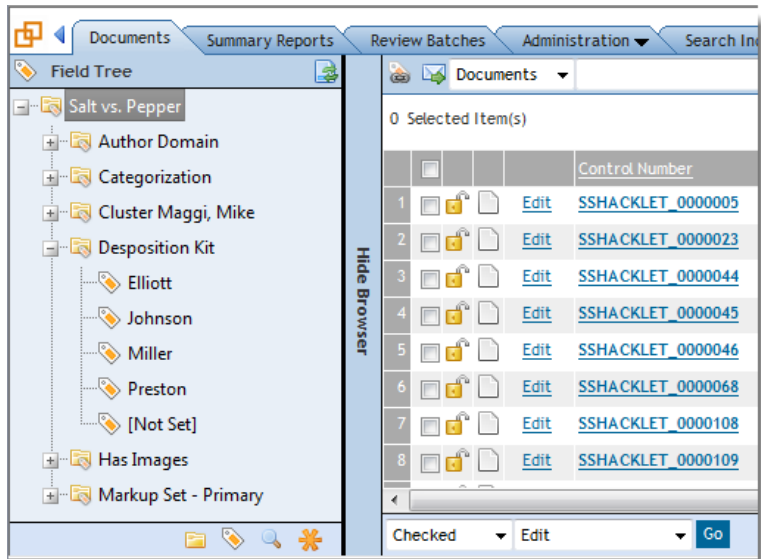 Documents
Summary Reports
Review Batches
Administration
Search In
Field Tree
Salt vs. Pepper
Author Domain
Categorization
Cluster Maggi, Mike
Desposition Kit
Elliott
Johnson
Miller
Preston
[Not Set]
Has Images
Markup Set - Primary
Hide Browser
Documents
0 Selected Item(s)
Control Number
1 Edit SSHACKLET_0000005
2 Edit SSHACKLET_0000023
3 Edit SSHACKLET_0000044
4 Edit SSHACKLET_0000045
5 Edit SSHACKLET_0000046
6 Edit SSHACKLET_0000068
7 Edit SSHACKLET_0000108
8 Edit SSHACKLET_0000109
Checked Edit Go